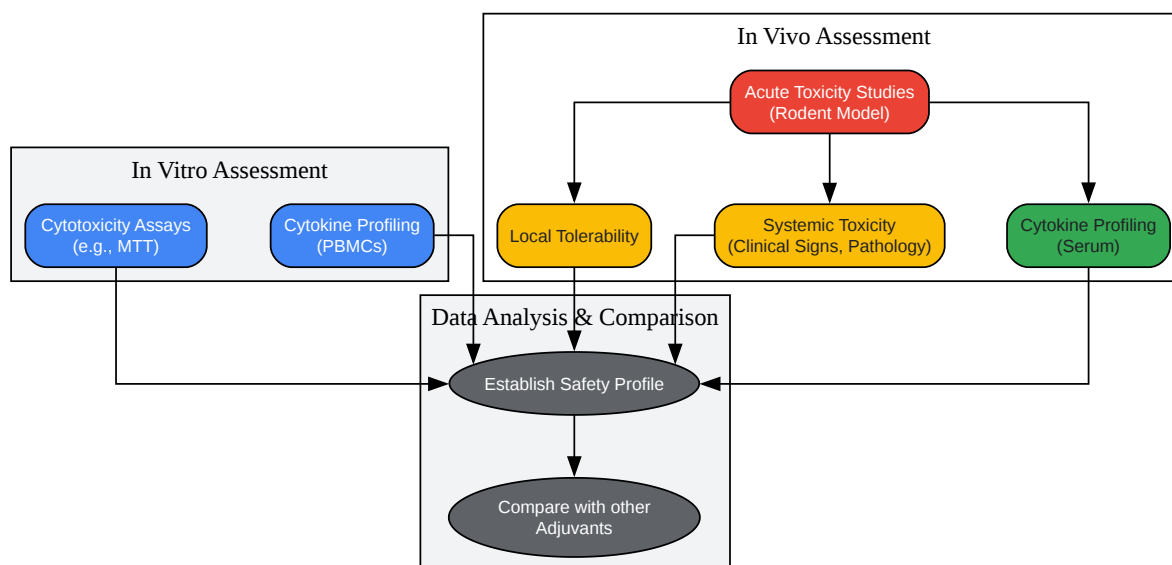 In Vivo Assessment
Acute Toxicity Studies
(Rodent Model)
In Vitro Assessment
Cytotoxicity Assays
(e.g., MTT)
Cytokine Profiling
(PBMCs)
Local Tolerability
Systemic Toxicity
(Clinical Signs, Pathology)
Cytokine Profiling
(Serum)
Data Analysis & Comparison
Establish Safety Profile
Compare with other
Adjuvants